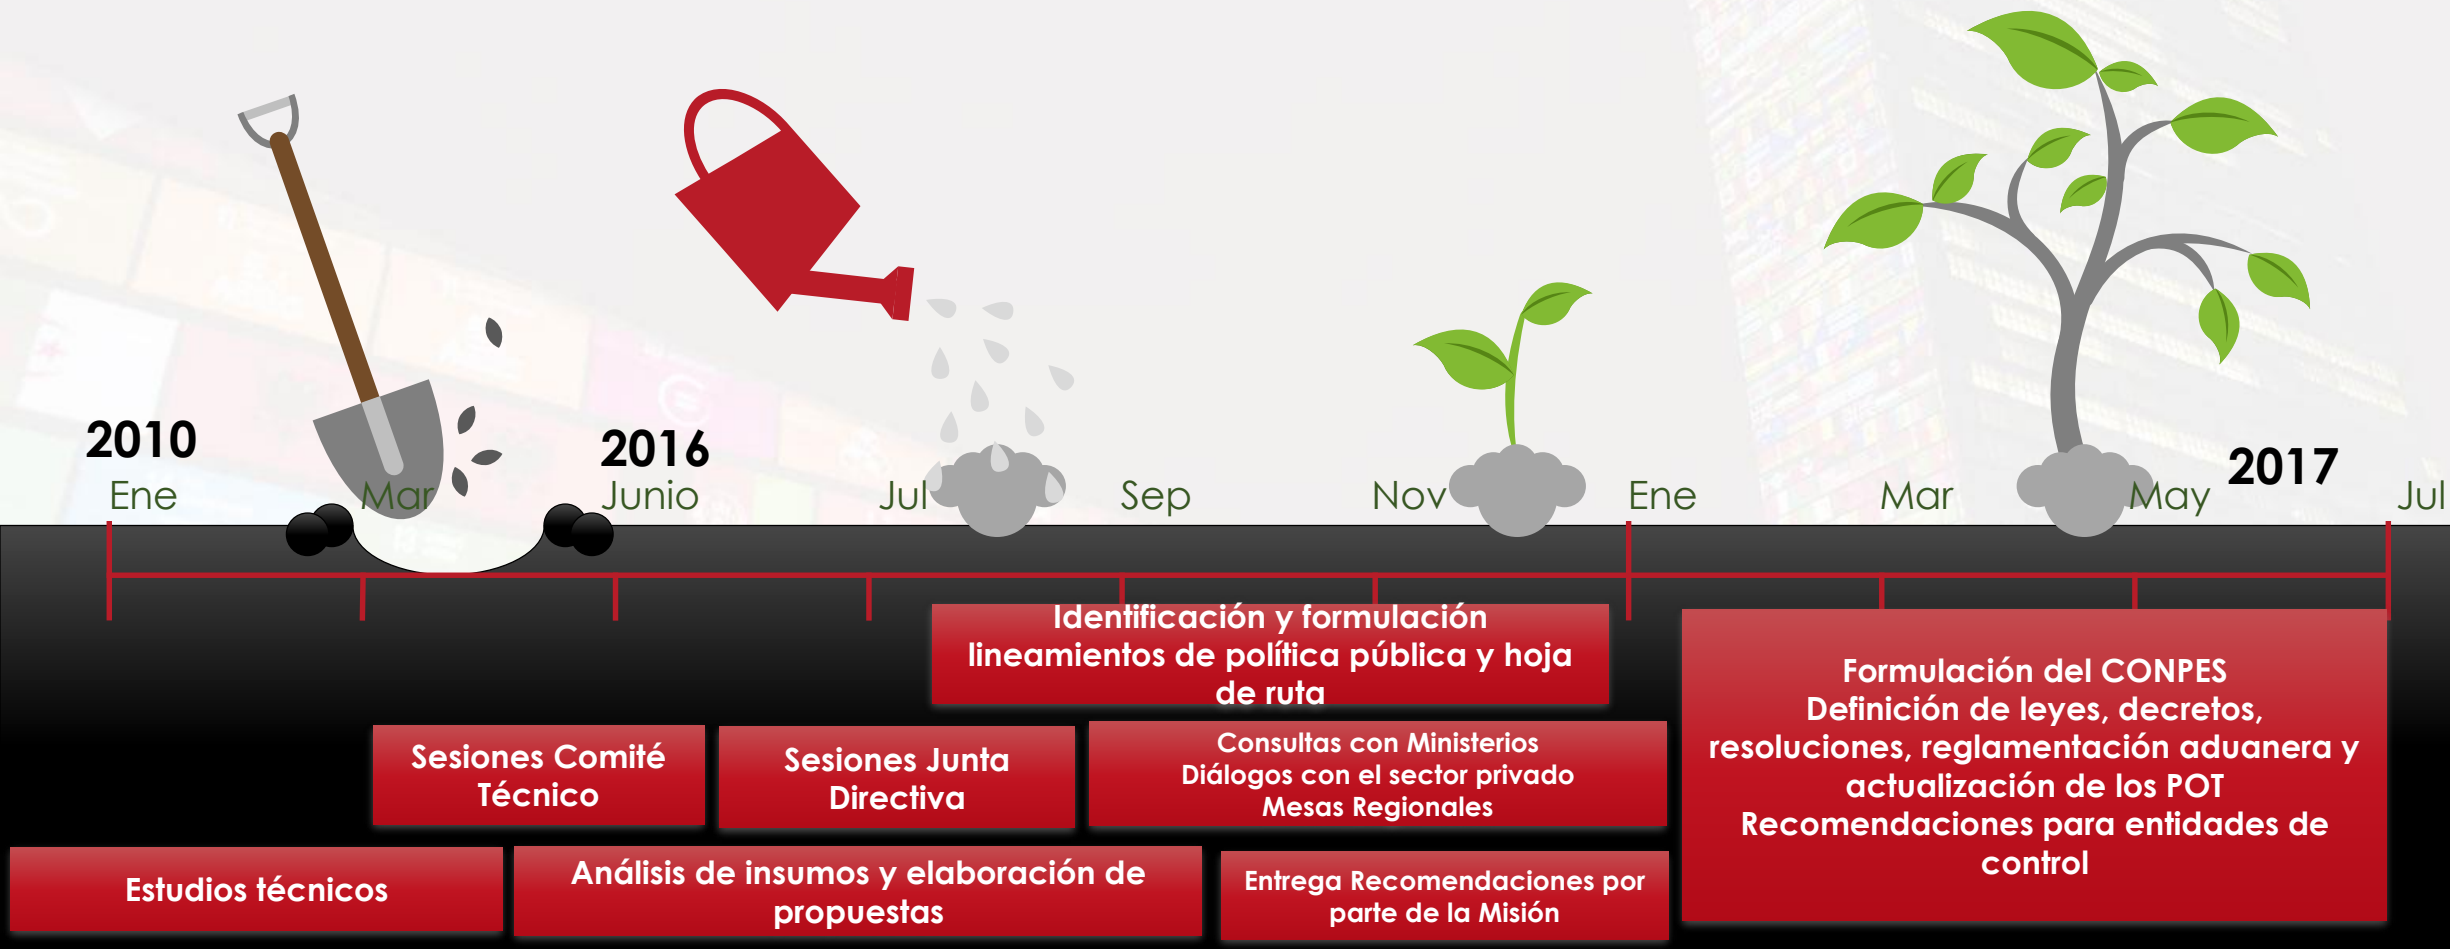 2010
2016
2017
Ene
Mar
Junio
Jul
Sep
Nov
Ene
Mar
May
Jul
Identificación y formulación
lineamientos de política pública y hoja
de ruta
Formulación del CONPES
Definición de leyes, decretos,
resoluciones, reglamentación aduanera y
actualización de los POT
Recomendaciones para entidades de
control
Sesiones Comité
Técnico
Sesiones Junta
Directiva
Consultas con Ministerios
Diálogos con el sector privado
Mesas Regionales
Estudios técnicos
Análisis de insumos y elaboración de
propuestas
Entrega Recomendaciones por
parte de la Misión